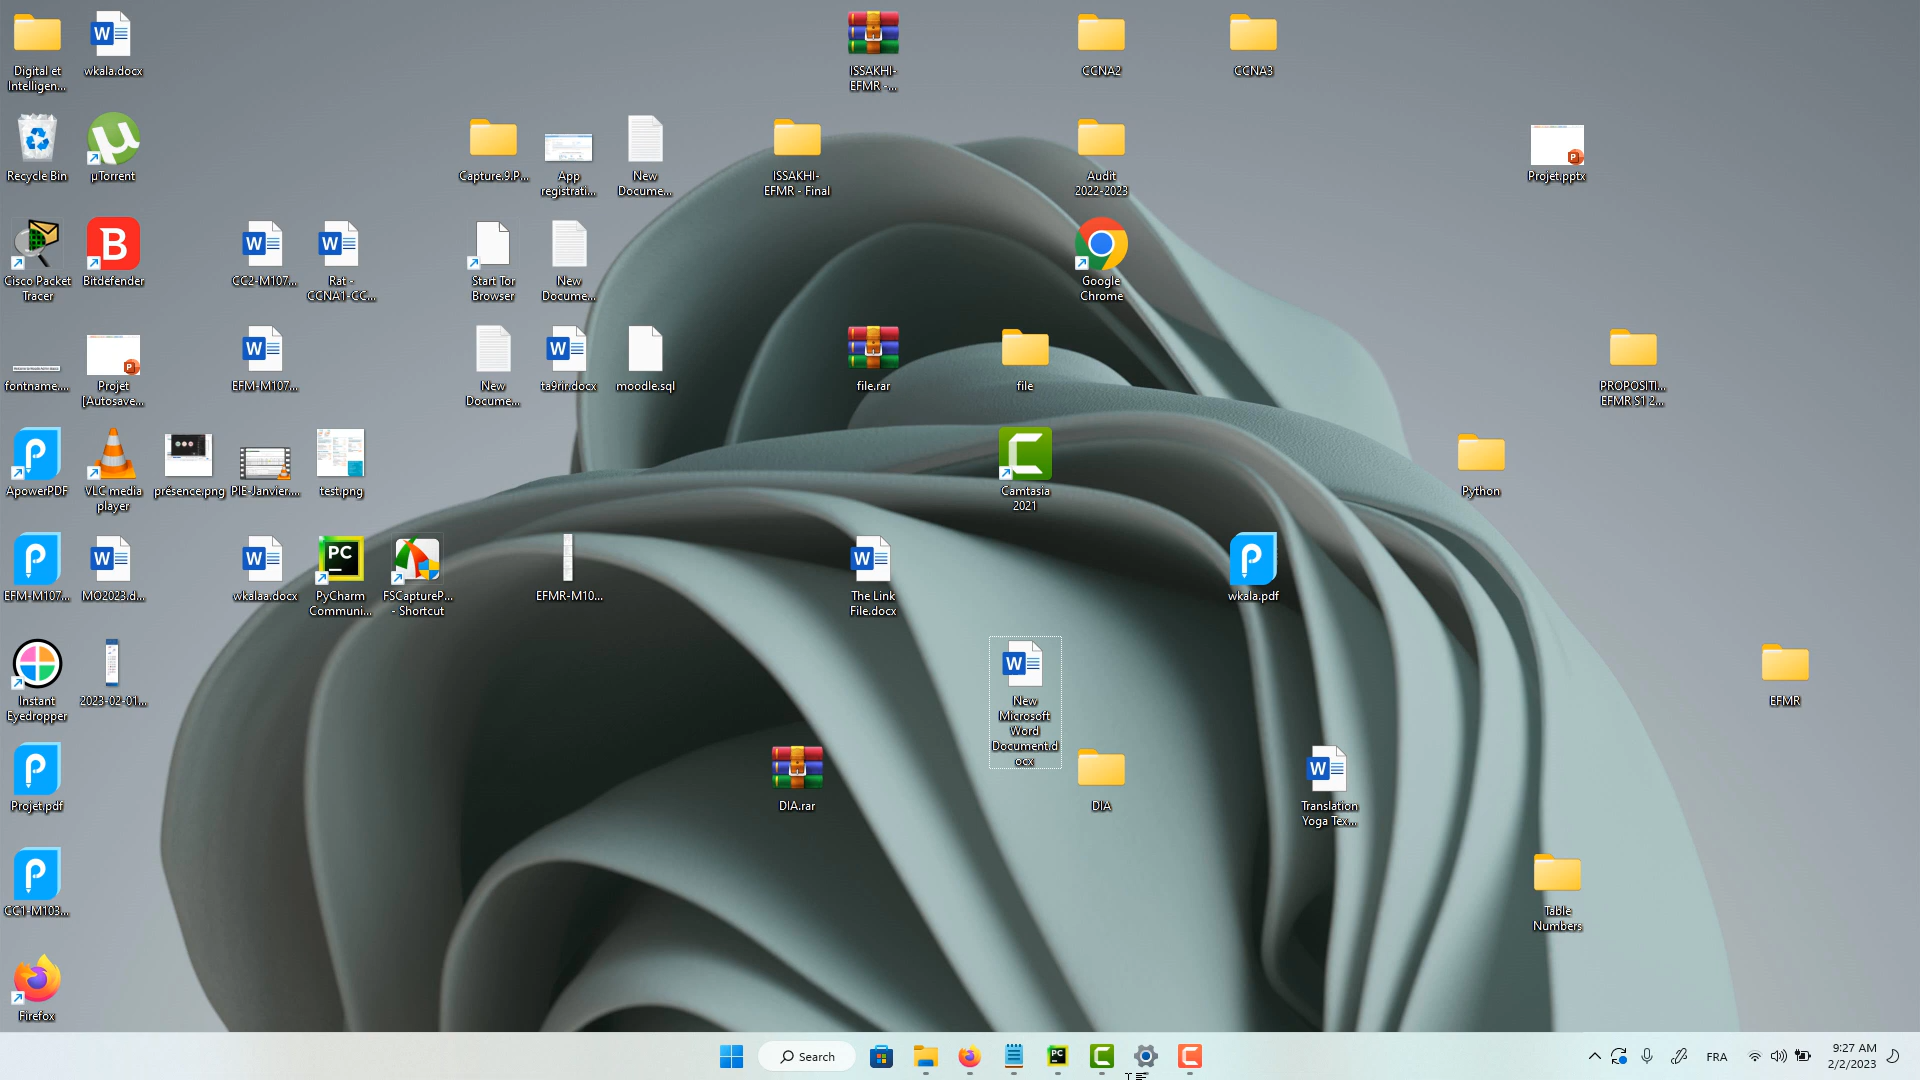 Digital et
Intelligen...
wkala.docx
ISSAKHI-
EFMR -...
CCNA2
CCNA3
Recycle Bin
µTorrent
Capture.9.P...
App
registrati...
New
Docume...
ISSAKHI-
EFMR - Final
Audit
2022-2023
Projet.pptx
Cisco Packet
Tracer
Bitdefender
CC2-M107...
Rat -
CCNA1-CC...
Start Tor
Browser
New
Docume...
Google
Chrome
fontname....
Projet
[Autosave...
EFM-M107...
New
Docume...
ta9rir.docx
moodle.sql
file.rar
file
PROPOSITI...
EFMR S1 2...
ApowerPDF
VLC media
player
présence.png
PIE-Janvier....
test.png
Camtasia
2021
Python
EFM-M107...
MO2023.d...
wkalaa.docx
PyCharm
Communi...
FSCaptureP...
- Shortcut
EFMR-M10...
The Link
File.docx
wkala.pdf
Instant
Eyedropper
2023-02-01...
New
Microsoft
Word
Document.d
ocx
EFMR
Projet.pdf
DIA.rar
DIA
Translation
Yoga Tex...
CC1-M103...
Table
Numbers
Firefox
Search
FRA
9:27 AM
2/2/2023